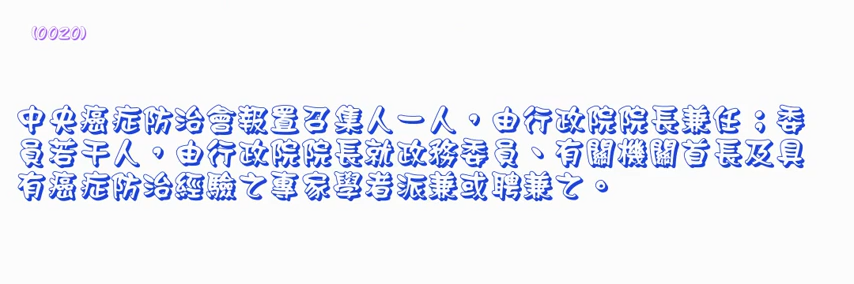 (0020)
中央癌症防治會報置召集人一人，由行政院院長兼任；委
員若干人，由行政院院長就政務委員、有關機關首長及具
有癌症防治經驗之專家學者派兼或聘兼之。